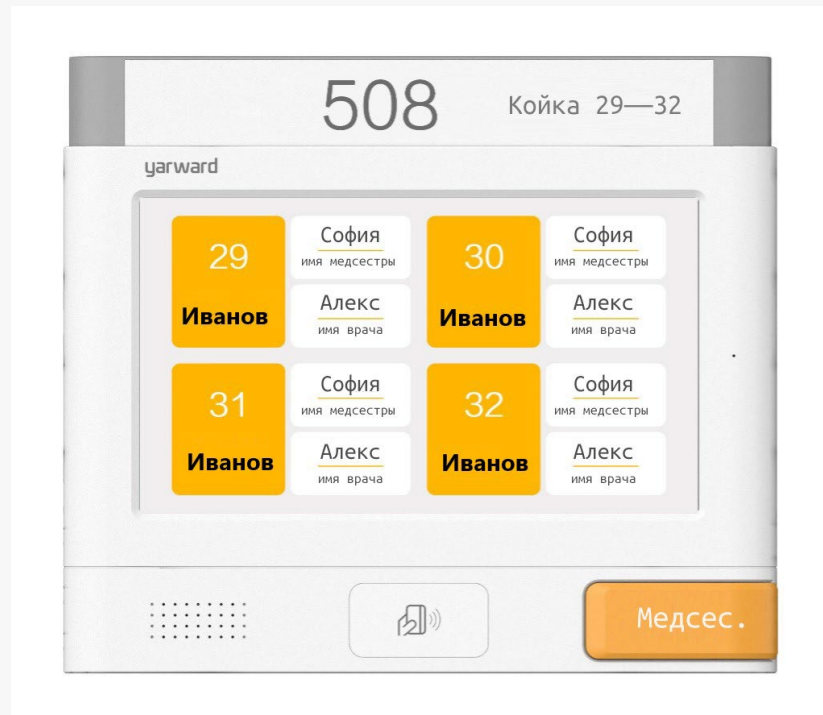 508 Койка 29—32
yarward
29
Иванов
София
имя медсестры
Алекс
имя врача
30
Иванов
София
имя медсестры
Алекс
имя врача
31
Иванов
София
имя медсестры
Алекс
имя врача
32
Иванов
София
имя медсестры
Алекс
имя врача
Медсес.